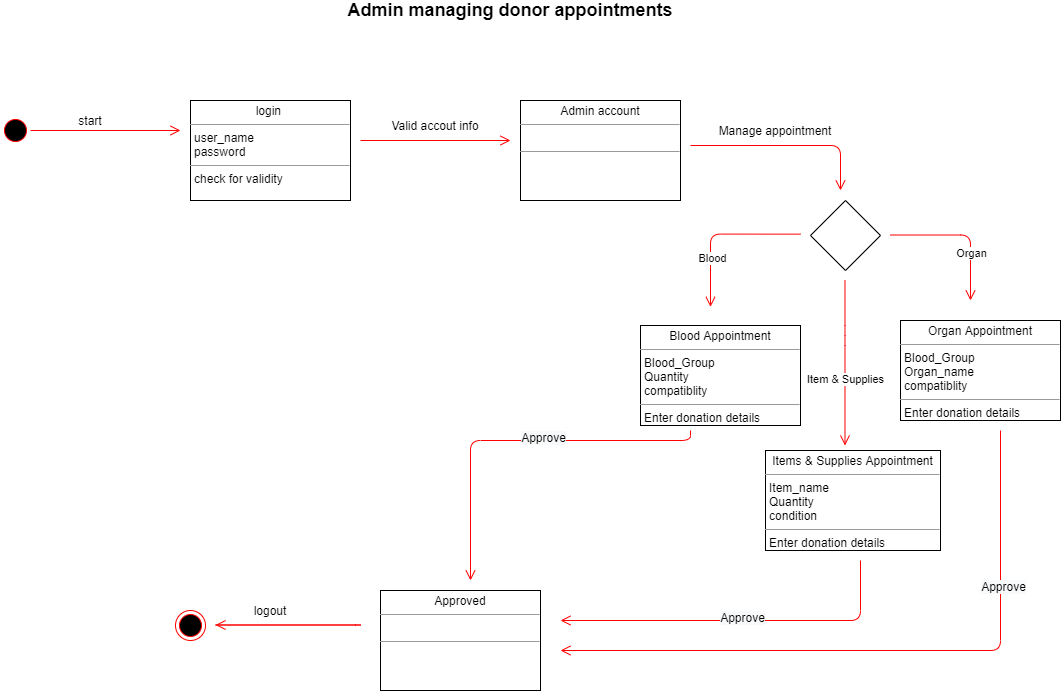 Admin managing donor appointments
start
login
user_name
password
check for validity
Valid accout info
Admin account
Manage appointment
Blood
Organ
Item & Supplies
Blood Appointment
Blood_Group
Quantity
compatiblity
Enter donation details
Organ Appointment
Blood_Group
Organ_name
compatiblity
Enter donation details
Items & Supplies Appointment
Item_name
Quantity
condition
Enter donation details
Approve
Approve
Approve
Approved
logout